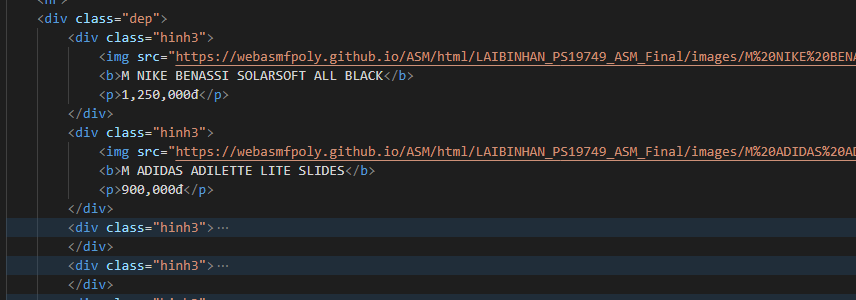 <div class="dep">
<div class="hinh3">
<img src="https://webasmfpoly.github.io/ASM/html/LAIBINHAN_PS19749_ASM_Final/images/M%20NIKE%20BENA
<b>M NIKE BENASSI SOLARSOFT ALL BLACK</b>
<p>1,250,000đ</p>
</div>
<div class="hinh3">
<img src="https://webasmfpoly.github.io/ASM/html/LAIBINHAN_PS19749_ASM_Final/images/M%20ADIDAS%20AD
<b>M ADIDAS ADILETTE LITE SLIDES</b>
<p>900,000đ</p>
</div>
<div class="hinh3">⋯
</div>
<div class="hinh3">⋯
</div>